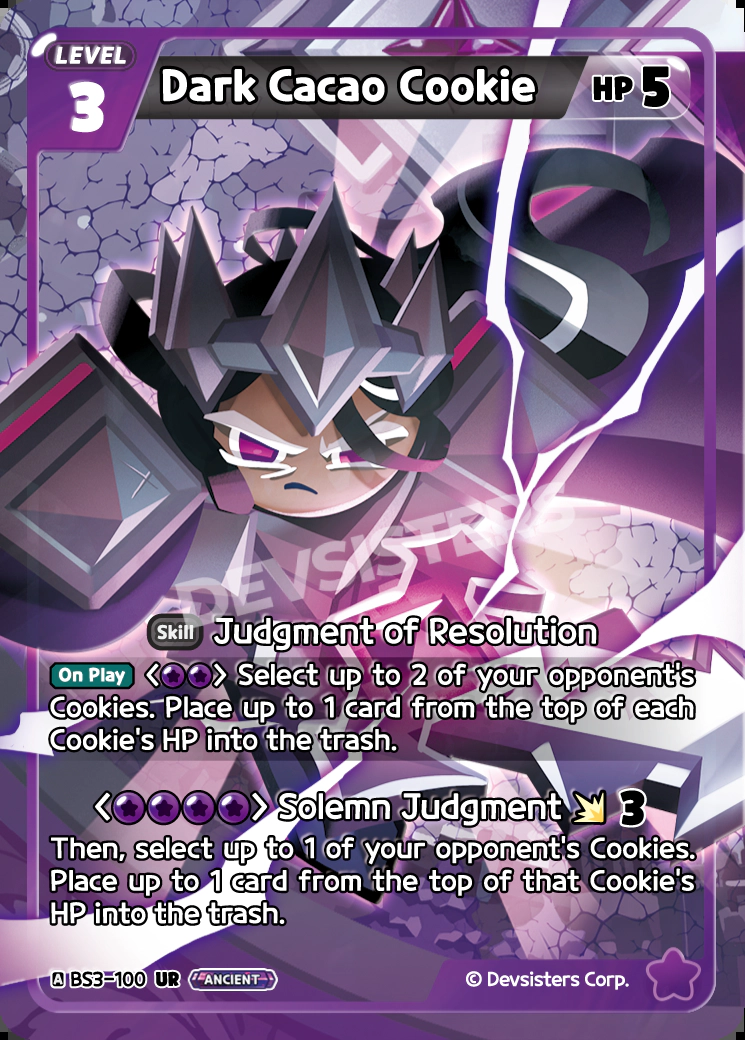 LEVEL
3
Dark Cacao Cookie
HP 5
DEVSISTERS
Skill Judgment of Resolution
On Play < > Select up to 2 of your opponent's
Cookies. Place up to 1 card from the top of each
Cookie's HP into the trash.
< > Solemn Judgment 3
Then, select up to 1 of your opponent's Cookies.
Place up to 1 card from the top of that Cookie's
HP into the trash.
A BS3-100 UR ANCIENT
© Devsisters Corp.